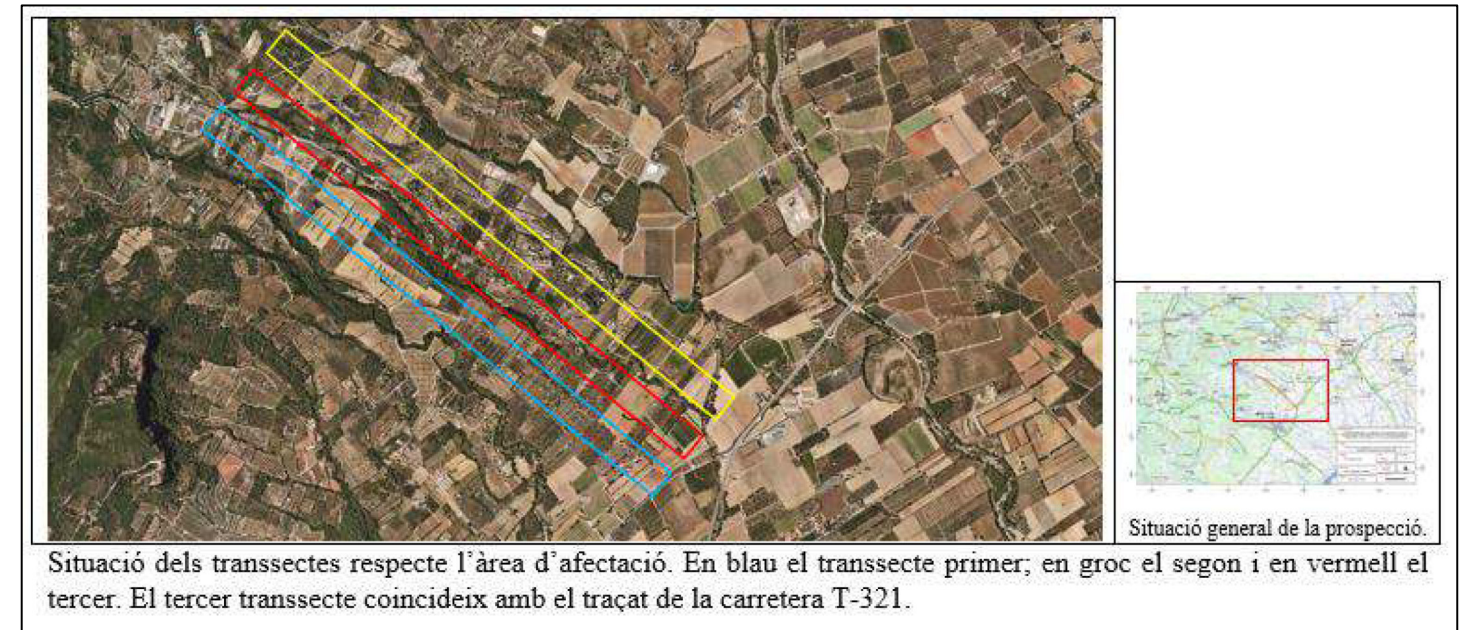 Situació general de la prospecció.
Situació dels transsectes respecte l'àrea d'afectació. En blau el transsecte primer; en groc el segon i en vermell el
tercer. El tercer transsecte coincideix amb el traçat de la carretera T-321.